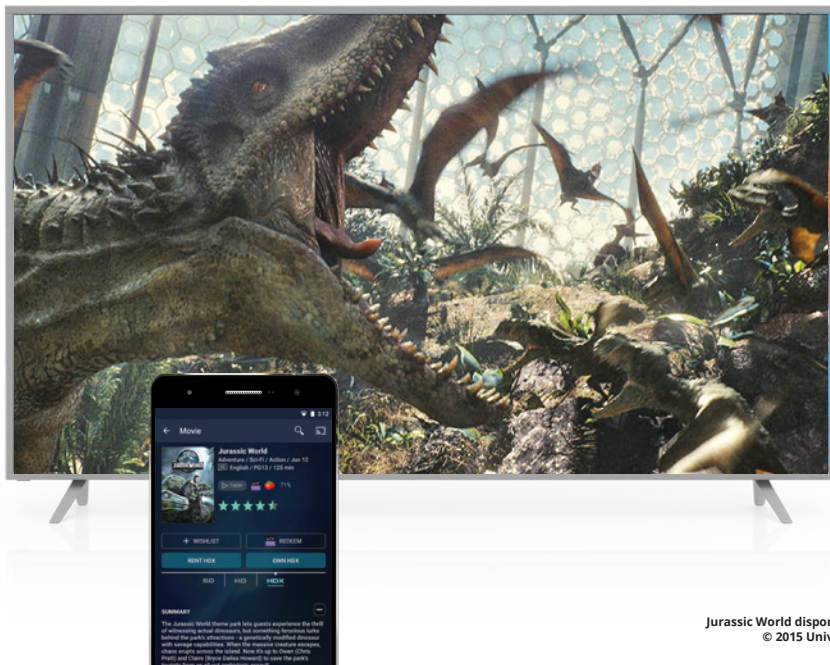 3:12
Movie
Jurassic World
Adventure / Sci-Fi / Action / Jun 12
English / PG13 / 125 min
Trailer
71%
+ WISHLIST
REDEEM
RENT HDX
OWN HDX
SD
HD
HDX
SUMMARY
The Jurassic World theme park lets guests experience the thrill
of witnessing actual dinosaurs, but something ferocious lurks
behind the park's attractions - a genetically modified dinosaur
with savage capabilities. When the massive creature escapes,
chaos erupts across the island. Now it's up to Owen (Chris
Pratt) and Claire (Bryce Dallas Howard) to save the park's
Jurassic World dispon
© 2015 Univ